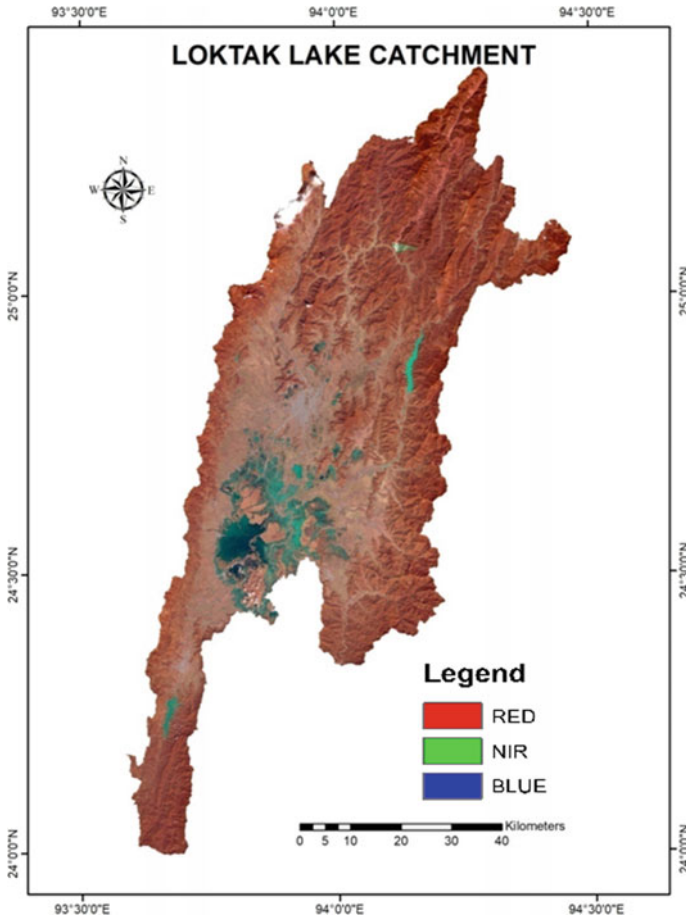 93°30'0"E 94°0'0"E 94°30'0"E
LOKTAK LAKE CATCHMENT
N
W E
S
25°0'0"N 25°0'0"N
24°30'0"N 24°30'0"N
Legend
RED
NIR
BLUE
Kilometers
0 5 10 20 30 40
24°0'0"N 24°0'0"N
93°30'0"E 94°0'0"E 94°30'0"E